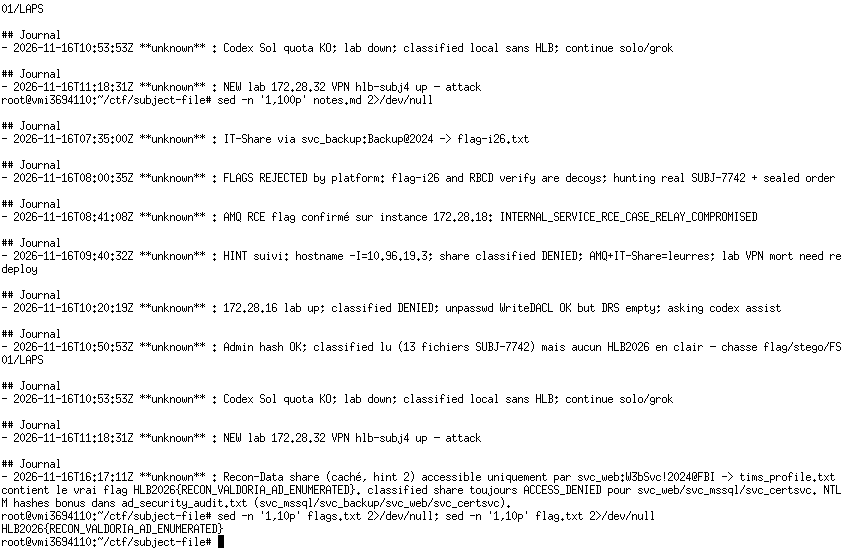 01/LAPS
## Journal
- 2026-11-16T10:53:53Z **unknown** : Codex Sol quota KO; lab down; classified local sans HLB; continue solo/grok
## Journal
- 2026-11-16T11:18:31Z **unknown** : NEW lab 172.28.32 VPN hlb-subj4 up — attack
root@vmi3694110:~/ctf/subject-file# sed -n '1,100p' notes.md 2>/dev/null
## Journal
- 2026-11-16T07:35:00Z **unknown** : IT-Share via svc_backup:Backup@2024 -> flag-i26.txt
## Journal
- 2026-11-16T08:00:35Z **unknown** : FLAGS REJECTED by platform: flag-i26 and RBCD verify are decoys; hunting real SUBJ-7742 + sealed order
## Journal
- 2026-11-16T08:41:08Z **unknown** : AMQ RCE flag confirmé sur instance 172.28.18: INTERNAL_SERVICE_RCE_CASE_RELAY_COMPROMISED
## Journal
- 2026-11-16T09:40:32Z **unknown** : HINT suivi: hostname -I=10.96.19.3; share classified DENIED; AMQ+IT-Share=leurres; lab VPN mort need re
deploy
## Journal
- 2026-11-16T10:20:19Z **unknown** : 172.28.16 lab up; classified DENIED; unpasswd WriteDACL OK but DRS empty; asking codex assist
## Journal
- 2026-11-16T10:50:53Z **unknown** : Admin hash OK; classified lu (13 fichiers SUBJ-7742) mais aucun HLB2026 en clair — chasse flag/stego/FS
01/LAPS
## Journal
- 2026-11-16T10:53:53Z **unknown** : Codex Sol quota KO; lab down; classified local sans HLB; continue solo/grok
## Journal
- 2026-11-16T11:18:31Z **unknown** : NEW lab 172.28.32 VPN hlb-subj4 up — attack
## Journal
- 2026-11-16T16:17:11Z **unknown** : Recon-Data share (caché, hint 2) accessible uniquement par svc_web:W3bSvc!2024@FBI -> tims_profile.txt
contient le vrai flag HLB2026{RECON_VALDORIA_AD_ENUMERATED}. classified share toujours ACCESS_DENIED pour svc_web/svc_mssql/svc_certsvc. NTL
M hashes bonus dans ad_security_audit.txt (svc_mssql/svc_backup/svc_web/svc_certsvc).
root@vmi3694110:~/ctf/subject-file# sed -n '1,10p' flags.txt 2>/dev/null; sed -n '1,10p' flag.txt 2>/dev/null
HLB2026{RECON_VALDORIA_AD_ENUMERATED}
root@vmi3694110:~/ctf/subject-file#